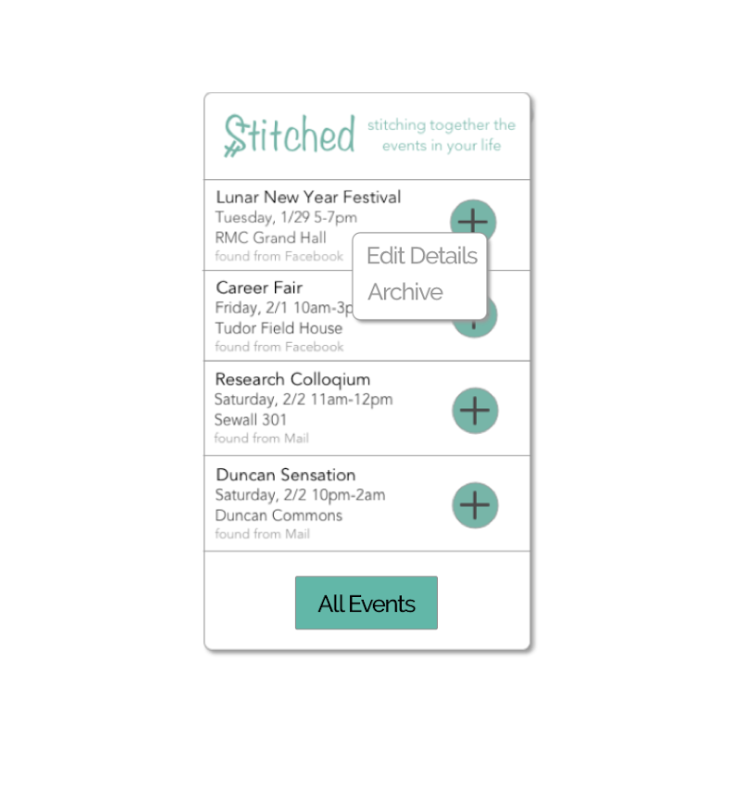 Stitched
stitching together the
events in your life
Lunar New Year Festival
Tuesday, 1/29 5-7pm
RMC Grand Hall
found from Facebook
Edit Details
Archive
Career Fair
Friday, 2/1 10am-3p
Tudor Field House
found from Facebook
Research Colloqium
Saturday, 2/2 11am-12pm
Sewall 301
found from Mail
Duncan Sensation
Saturday, 2/2 10pm-2am
Duncan Commons
found from Mail
All Events